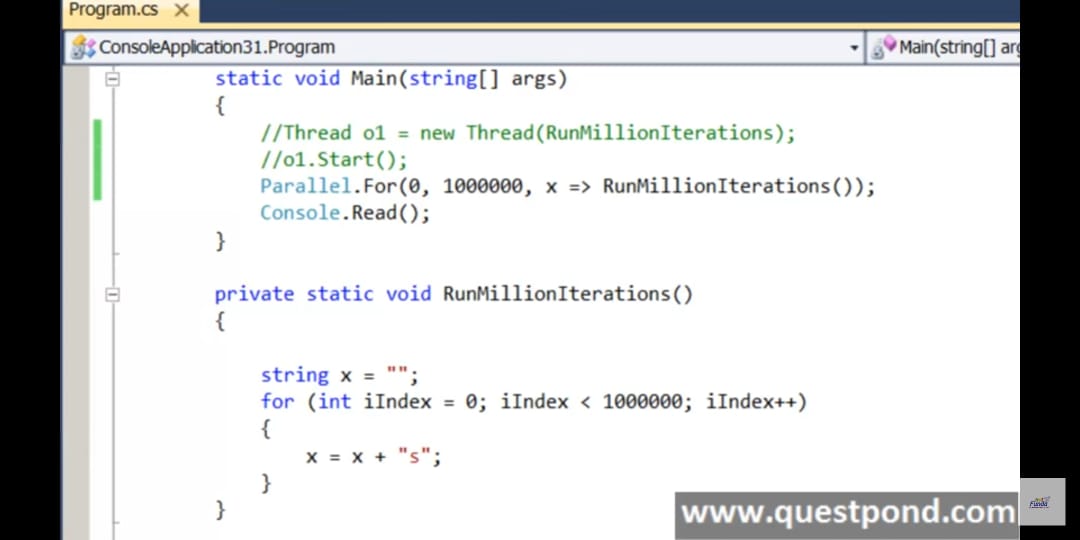 Program.cs
ConsoleApplication31.Program
Main(string[] arg
static void Main(string[] args)
{
//Thread o1 = new Thread(RunMillionIterations);
//o1.Start();
Parallel.For(0, 1000000, x => RunMillionIterations());
Console.Read();
}
private static void RunMillionIterations()
{
string x = "";
for (int iIndex = 0; iIndex < 1000000; iIndex++)
{
x = x + "s";
}
}
www.questpond.com
Funda